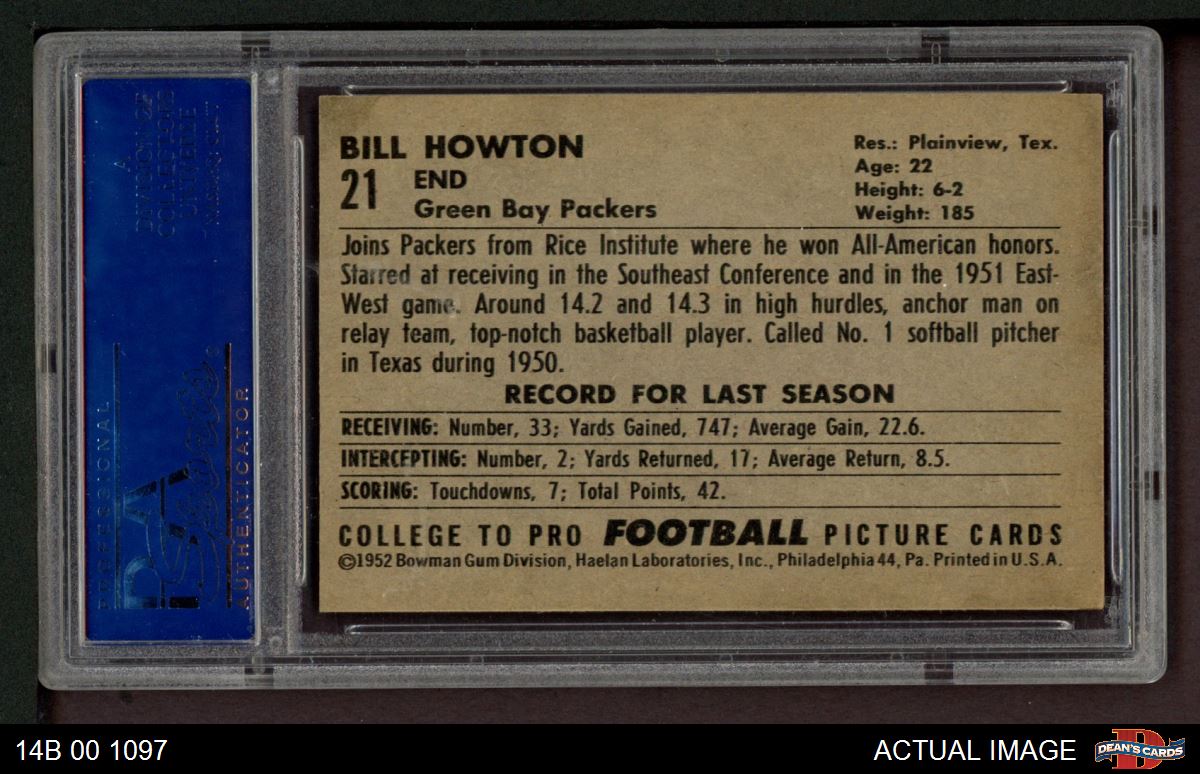 BILL HOWTON
21
END
Green Bay Packers
Res.: Plainview, Tex.
Age: 22
Height: 6-2
Weight: 185
Joins Packers from Rice Institute where he won All-American honors.
Starred at receiving in the Southeast Conference and in the 1951 East-
West game. Around 14.2 and 14.3 in high hurdles, anchor man on
relay team, top-notch basketball player. Called No. 1 softball pitcher
in Texas during 1950.
RECORD FOR LAST SEASON
RECEIVING: Number, 33; Yards Gained, 747; Average Gain, 22.6.
INTERCEPTING: Number, 2; Yards Returned, 17; Average Return, 8.5.
SCORING: Touchdowns, 7; Total Points, 42.
COLLEGE TO PRO FOOTBALL PICTURE CARDS
©1952 Bowman Gum Division, Haelan Laboratories, Inc., Philadelphia 44, Pa. Printed in U.S.A.
A
DIVISION OF
COLLECTORS
UNIVERSE
PROFESSIONAL
PSA
Sports
AUTHENTICATOR
14B 00 1097
ACTUAL IMAGE
DEAN'S CARDS